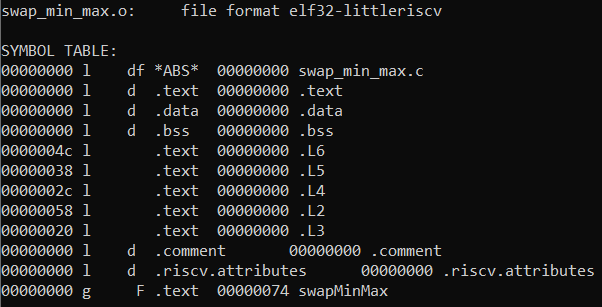 swap_min_max.o:     file format elf32-littleriscv
SYMBOL TABLE:
00000000 l    df *ABS*  00000000 swap_min_max.c
00000000 l    d  .text  00000000 .text
00000000 l    d  .data  00000000 .data
00000000 l    d  .bss   00000000 .bss
0000004c l       .text  00000000 .L6
00000038 l       .text  00000000 .L5
0000002c l       .text  00000000 .L4
00000058 l       .text  00000000 .L2
00000020 l       .text  00000000 .L3
00000000 l    d  .comment       00000000 .comment
00000000 l    d  .riscv.attributes      00000000 .riscv.attributes
00000000 g     F .text  00000074 swapMinMax